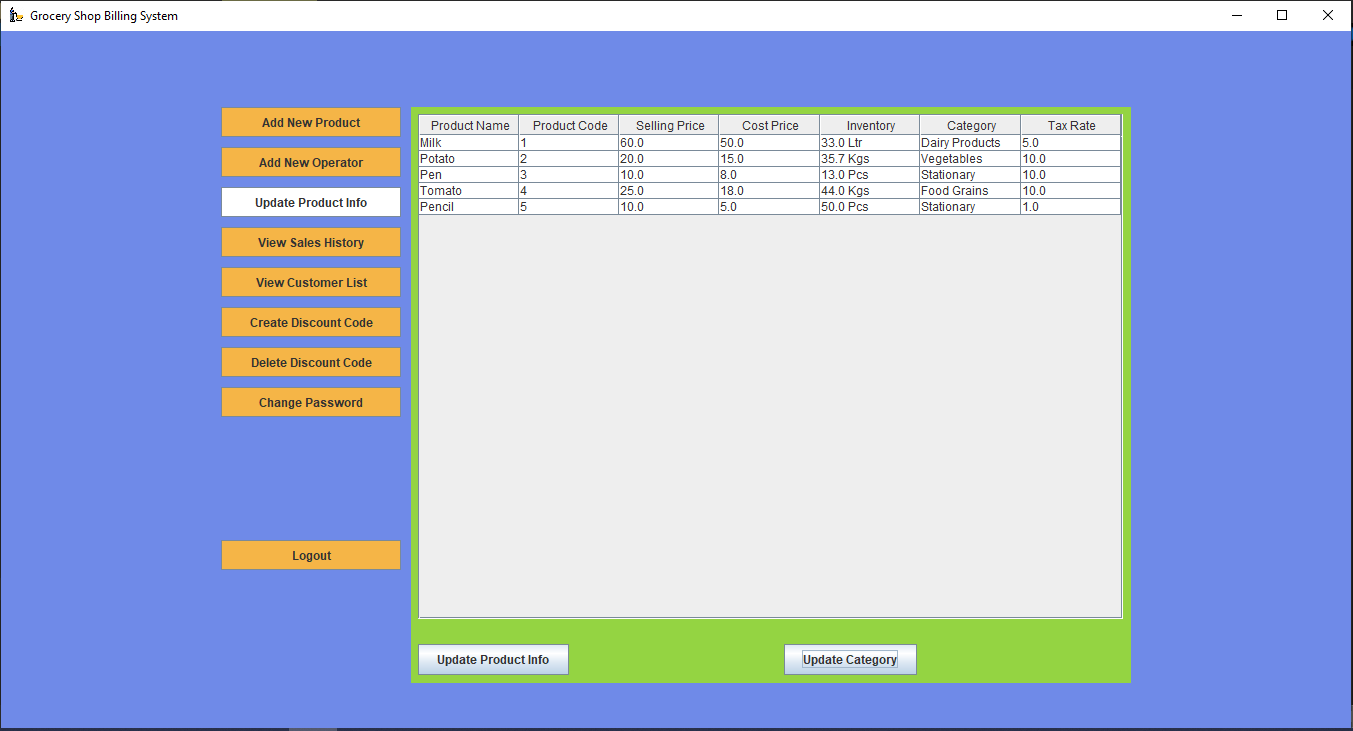 Grocery Shop Billing System
Add New Product
Add New Operator
Update Product Info
View Sales History
View Customer List
Create Discount Code
Delete Discount Code
Change Password
Logout
Product Name Product Code Selling Price Cost Price Inventory Category Tax Rate
Milk 1 60.0 50.0 33.0 Ltr Dairy Products 5.0
Potato 2 20.0 15.0 35.7 Kgs Vegetables 10.0
Pen 3 10.0 8.0 13.0 Pcs Stationary 10.0
Tomato 4 25.0 18.0 44.0 Kgs Food Grains 10.0
Pencil 5 10.0 5.0 50.0 Pcs Stationary 1.0
Update Product Info Update Category